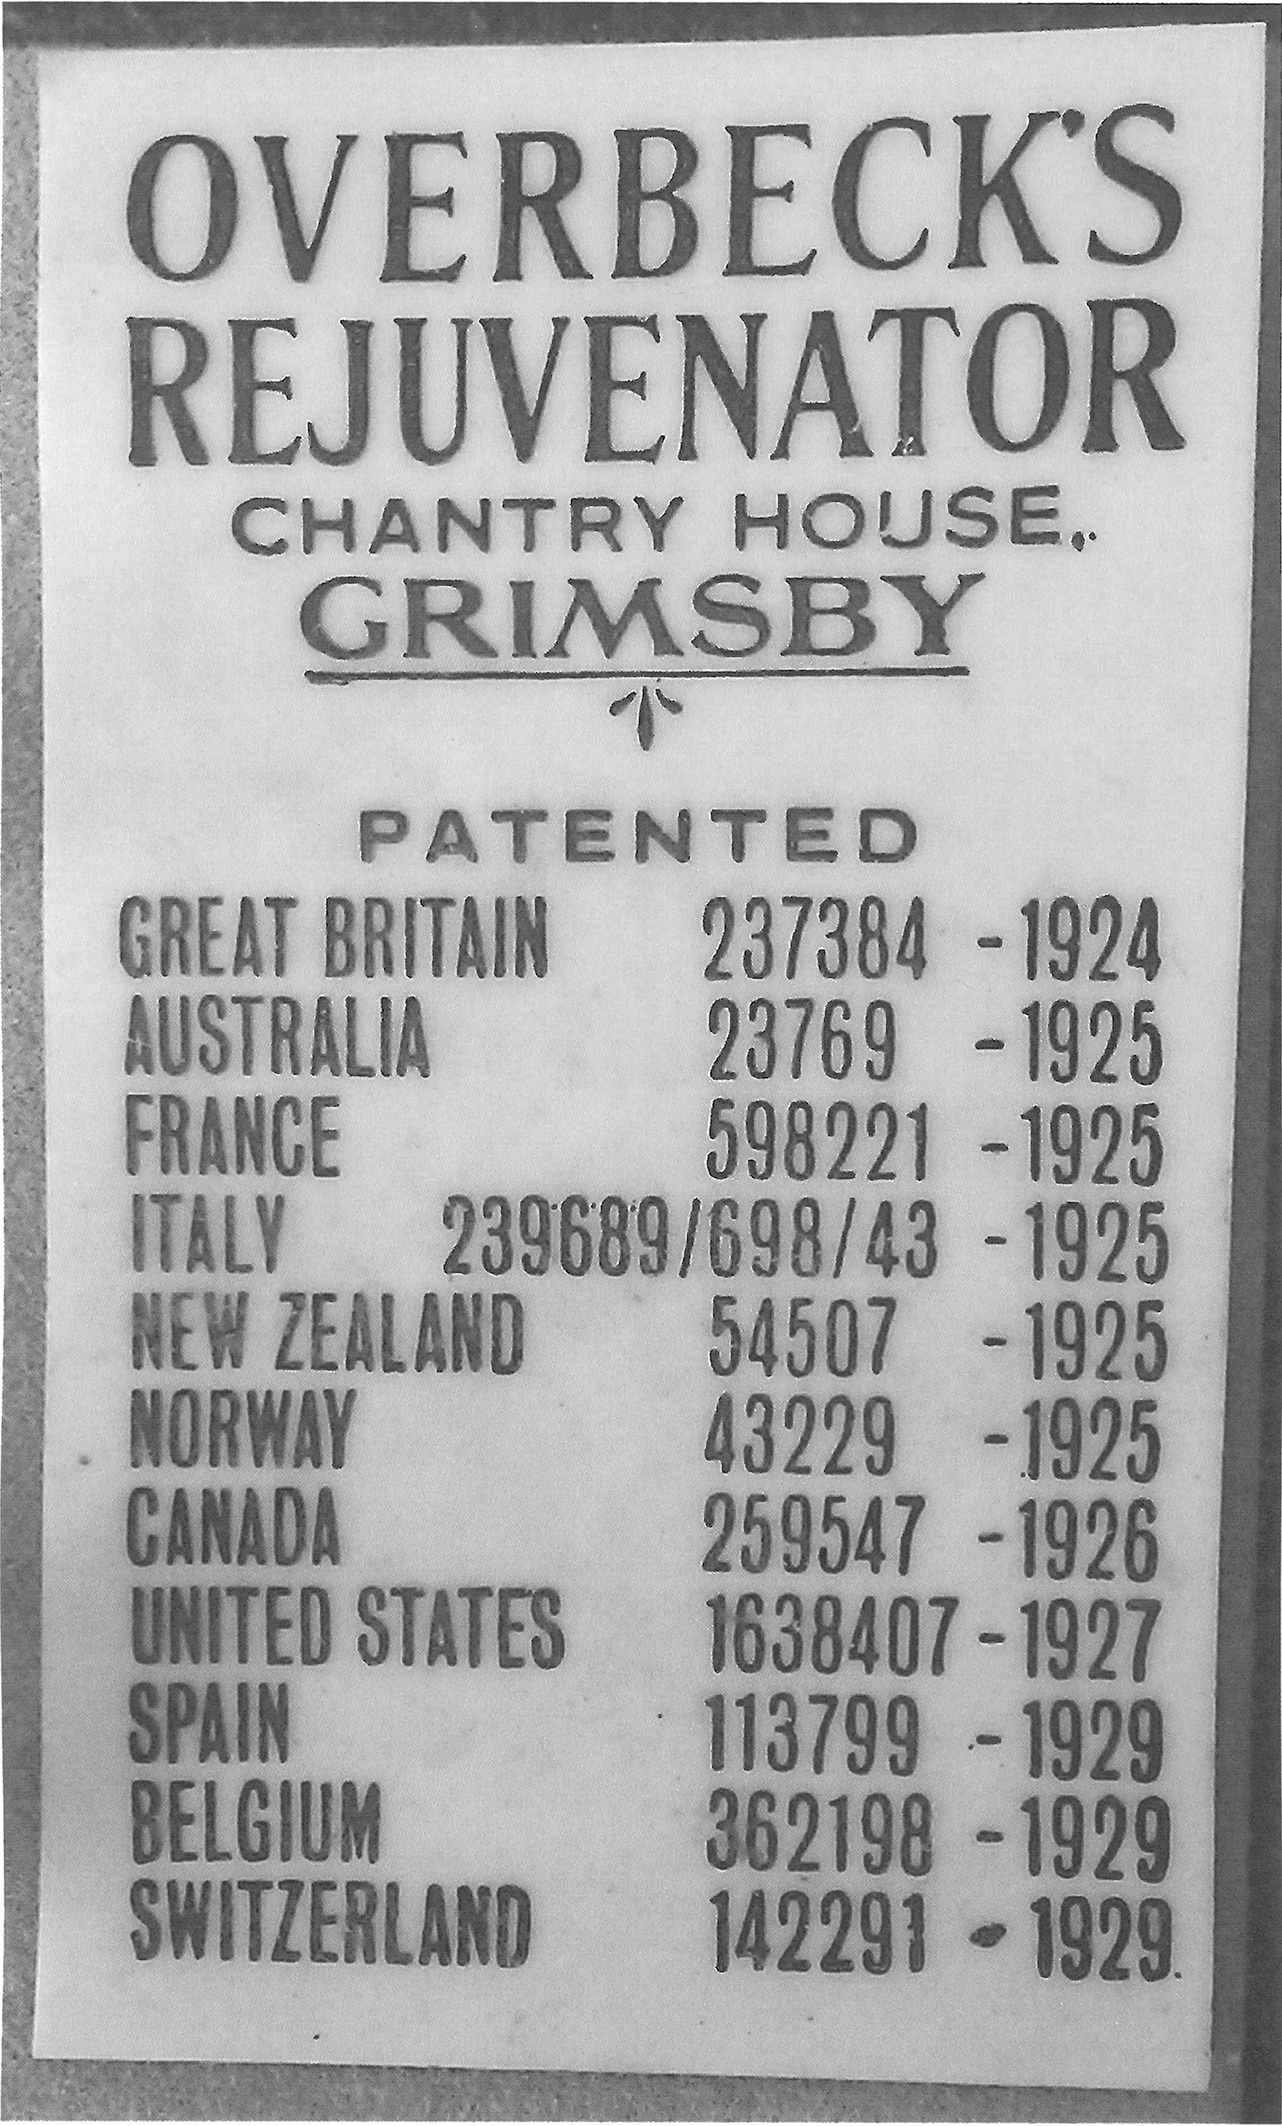 OVERBECK'S
REJUVENATOR
CHANTRY HOUSE,
GRIMSBY
PATENTED
GREAT BRITAIN 237384 - 1924
AUSTRALIA 23769 - 1925
FRANCE 598221 - 1925
ITALY 239689/698/43 - 1925
NEW ZEALAND 54507 - 1925
NORWAY 43229 - 1925
CANADA 259547 - 1926
UNITED STATES 1638407 - 1927
SPAIN 113799 - 1929
BELGIUM 362198 - 1929
SWITZERLAND 142291 - 1929.